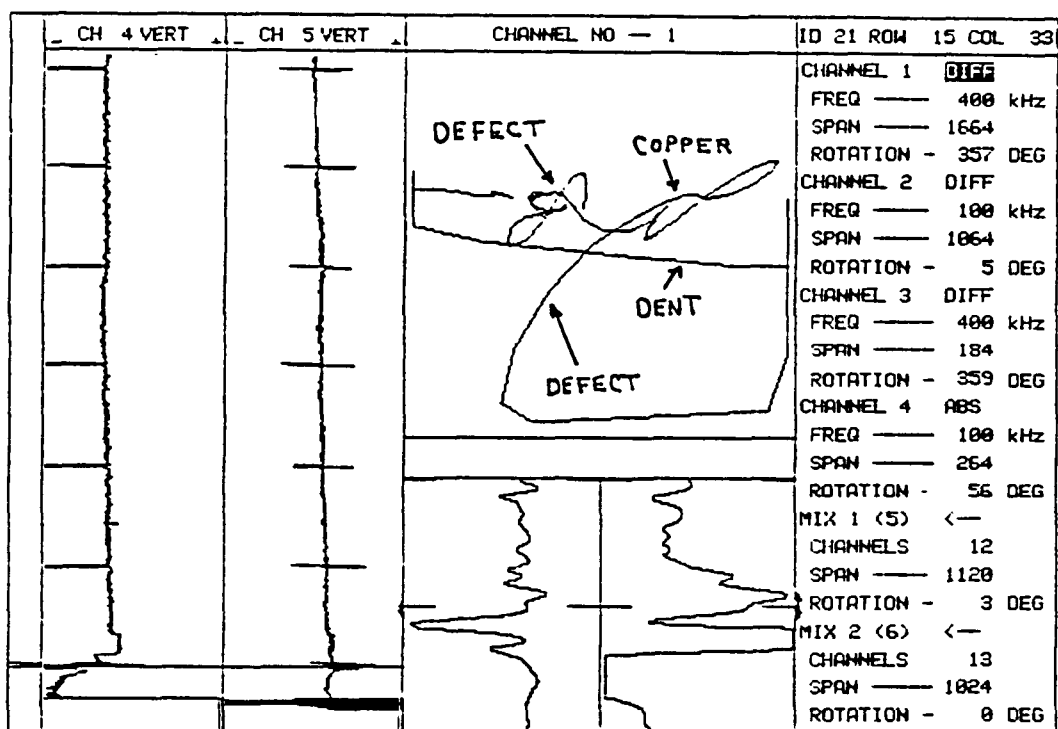 CH 4 VERT
CH 5 VERT
CHANNEL NO — 1
ID 21 ROW 15 COL 33
DEFECT
COPPER
DENT
DEFECT
CHANNEL 1 DIFF
FREQ — 400 kHz
SPAN — 1664
ROTATION - 357 DEG
CHANNEL 2 DIFF
FREQ — 100 kHz
SPAN — 1064
ROTATION - 5 DEG
CHANNEL 3 DIFF
FREQ — 400 kHz
SPAN — 184
ROTATION - 359 DEG
CHANNEL 4 ABS
FREQ — 100 kHz
SPAN — 264
ROTATION - 56 DEG
MIX 1 (5) <—
CHANNELS 12
SPAN — 1120
ROTATION - 3 DEG
MIX 2 (6) <—
CHANNELS 13
SPAN — 1024
ROTATION - 0 DEG